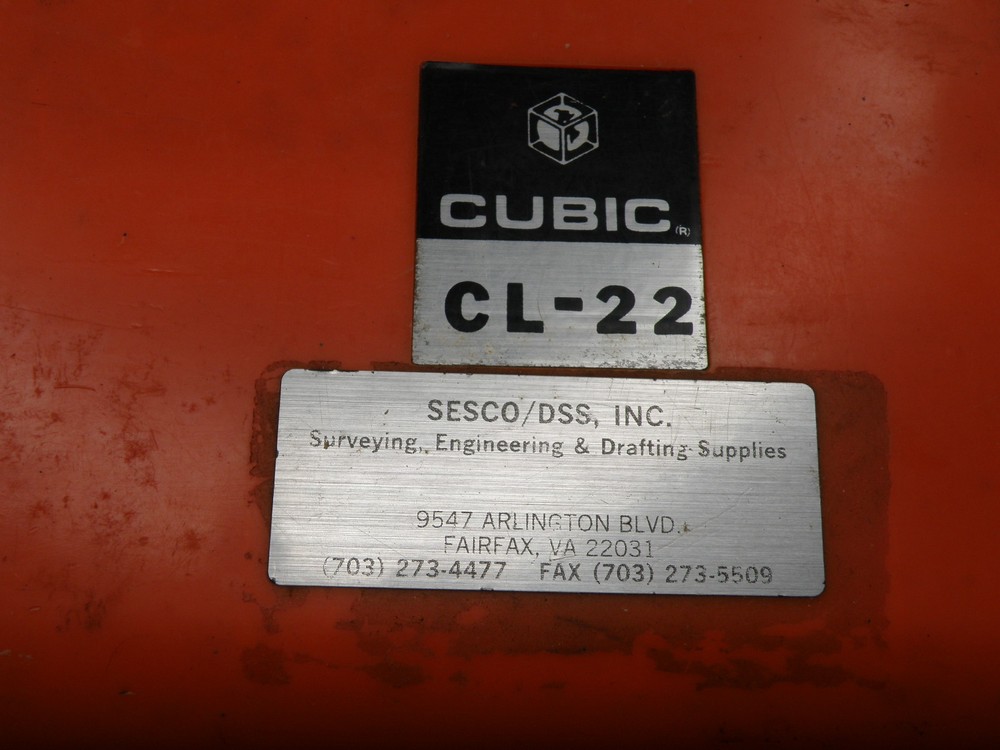 CUBIC (R)
CL-22
SESCO/DSS, INC.
Surveying, Engineering & Drafting Supplies
9547 ARLINGTON BLVD.
FAIRFAX, VA 22031
(703) 273-4477 FAX (703) 273-5509